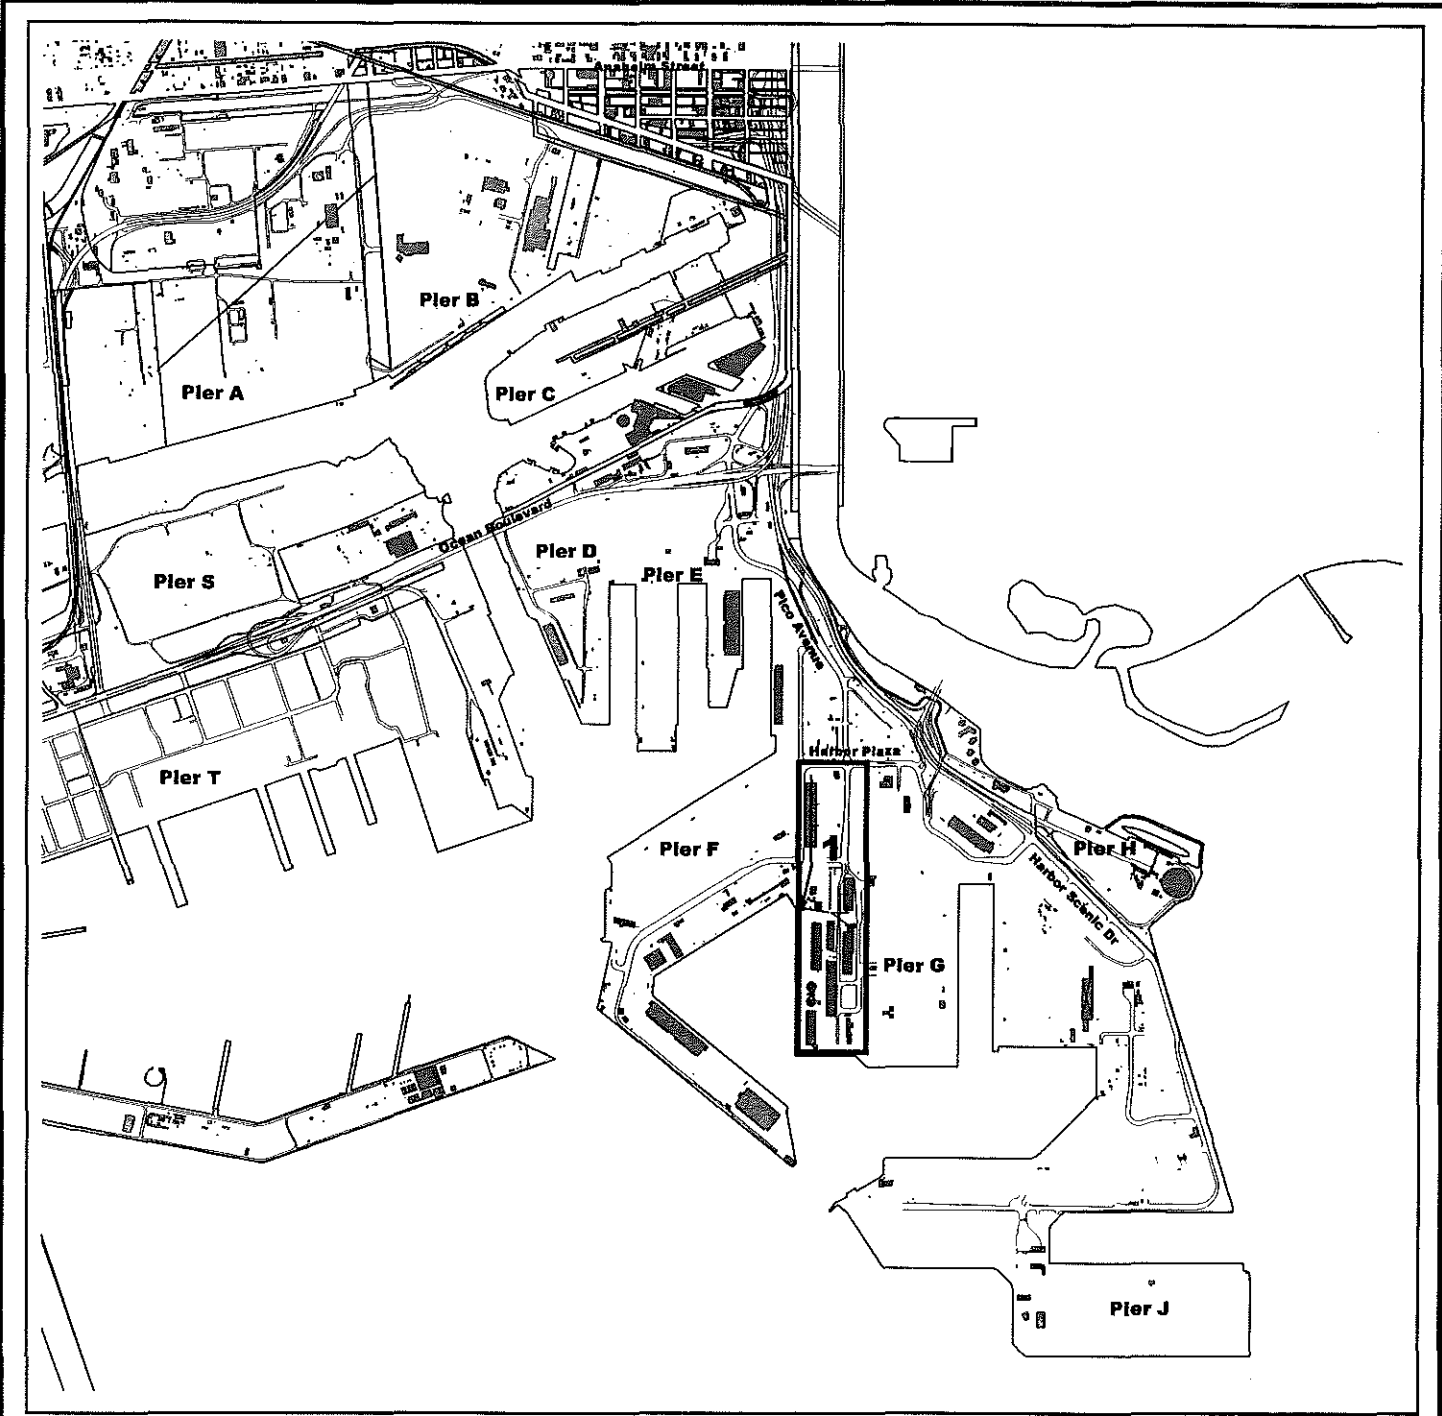 Anaheim Street
Pier B
Pier A
Pier C
Ocean Boulevard
Pier D
Pier E
Pier S
Pico Avenue
Harbor Plaza
Pier T
Pier F
Pier H
Harbor Scenic Dr
Pier G
Pier J